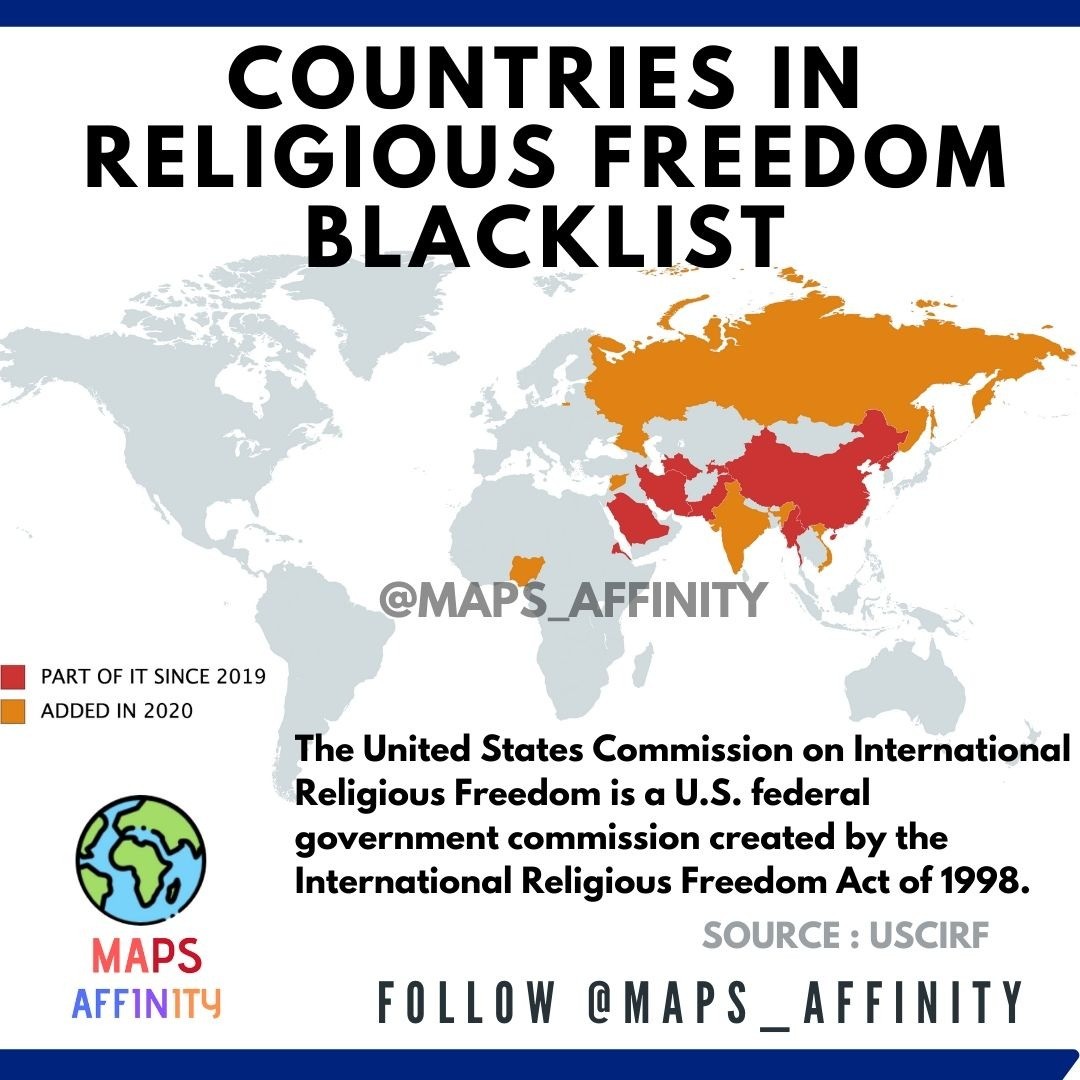 COUNTRIES IN
RELIGIOUS FREEDOM
BLACKLIST
@MAPS_AFFINITY
PART OF IT SINCE 2019
ADDED IN 2020
The United States Commission on International
Religious Freedom is a U.S. federal
government commission created by the
International Religious Freedom Act of 1998.
SOURCE : USCIRF
MAPS
AFFINITY
FOLLOW @MAPS_AFFINITY